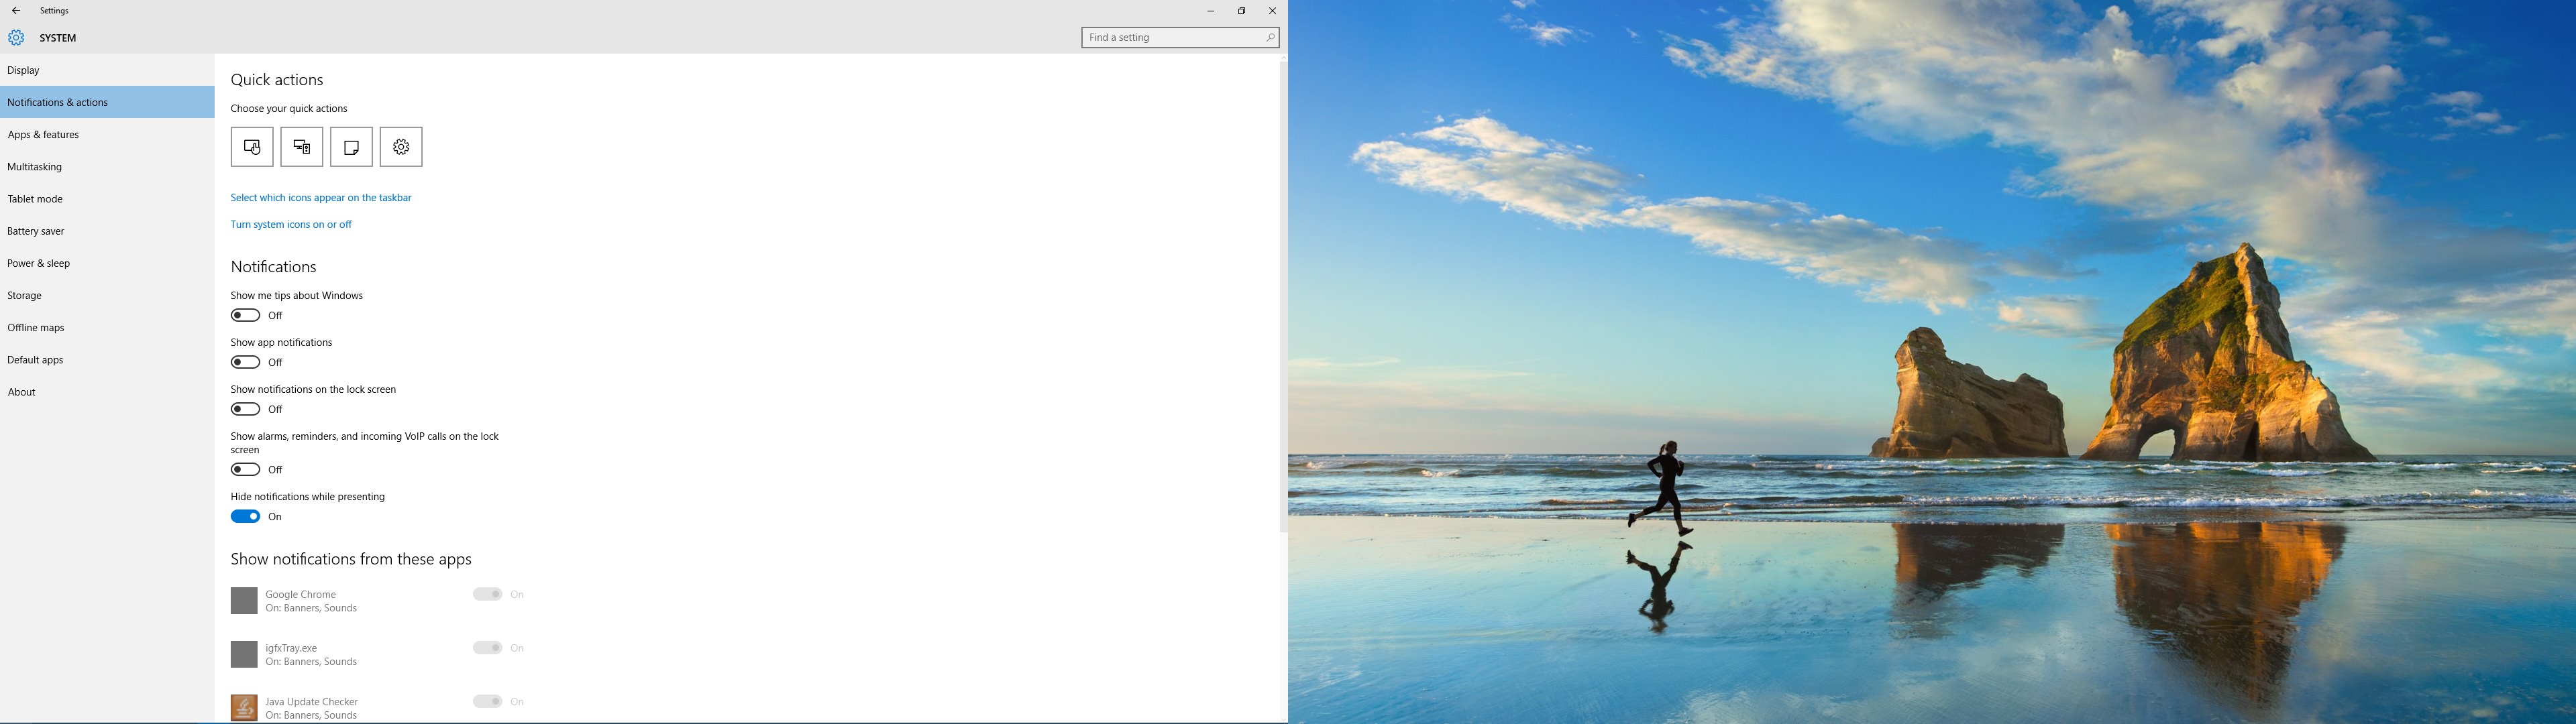 Settings
SYSTEM
Find a setting
Display
Notifications & actions
Apps & features
Multitasking
Tablet mode
Battery saver
Power & sleep
Storage
Offline maps
Default apps
About
Quick actions
Choose your quick actions
Select which icons appear on the taskbar
Turn system icons on or off
Notifications
Show me tips about Windows
Off
Show app notifications
Off
Show notifications on the lock screen
Off
Show alarms, reminders, and incoming VoIP calls on the lock
screen
Off
Hide notifications while presenting
On
Show notifications from these apps
Google Chrome
On: Banners, Sounds
On
igfxTray.exe
On: Banners, Sounds
On
Java Update Checker
On: Banners, Sounds
On